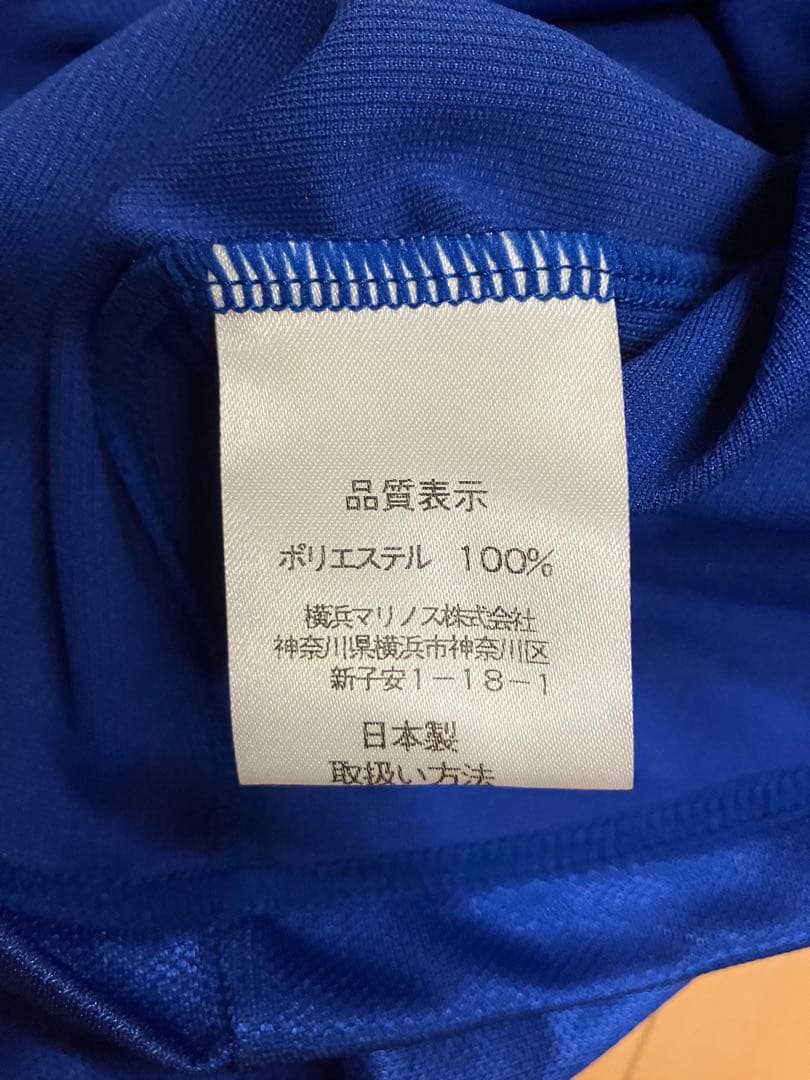 品質表示
ポリエステル 100%
横浜マリノス株式会社
神奈川県横浜市神奈川区
新子安1-18-1
日本製
取扱い方法